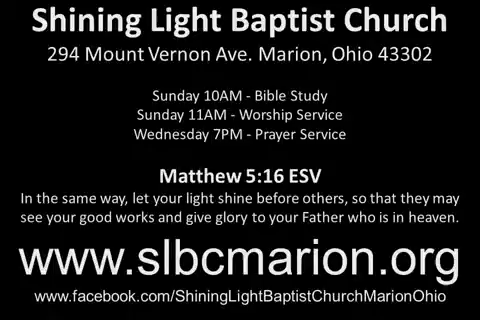 Shining Light Baptist Church
294 Mount Vernon Ave. Marion, Ohio 43302
Sunday 10AM - Bible Study
Sunday 11AM - Worship Service
Wednesday 7PM - Prayer Service
Matthew 5:16 ESV
In the same way, let your light shine before others, so that they may
see your good works and give glory to your Father who is in heaven.
www.slbcmarion.org
www.facebook.com/ShiningLightBaptistChurchMarionOhio